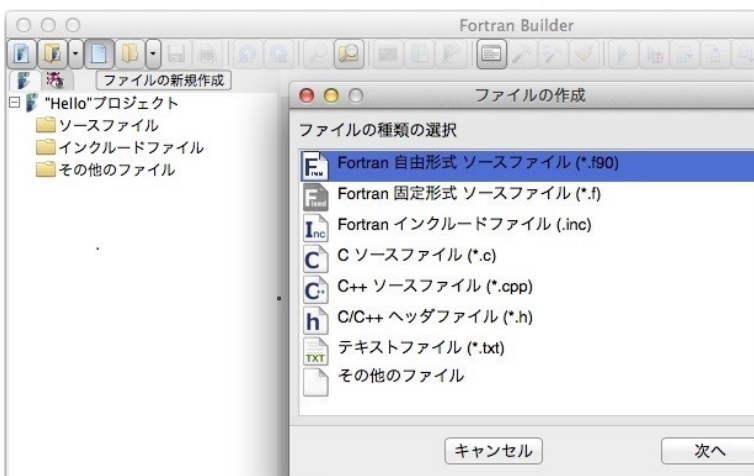 Fortran Builder
ファイルの新規作成
"Hello"プロジェクト
ソースファイル
インクルードファイル
その他のファイル
ファイルの作成
ファイルの種類の選択
Fortran 自由形式 ソースファイル (*.f90)
Fortran 固定形式 ソースファイル (*.f)
Fortran インクルードファイル (.inc)
C ソースファイル (*.c)
C++ ソースファイル (*.cpp)
C/C++ ヘッダファイル (*.h)
テキストファイル (*.txt)
その他のファイル
キャンセル
次へ